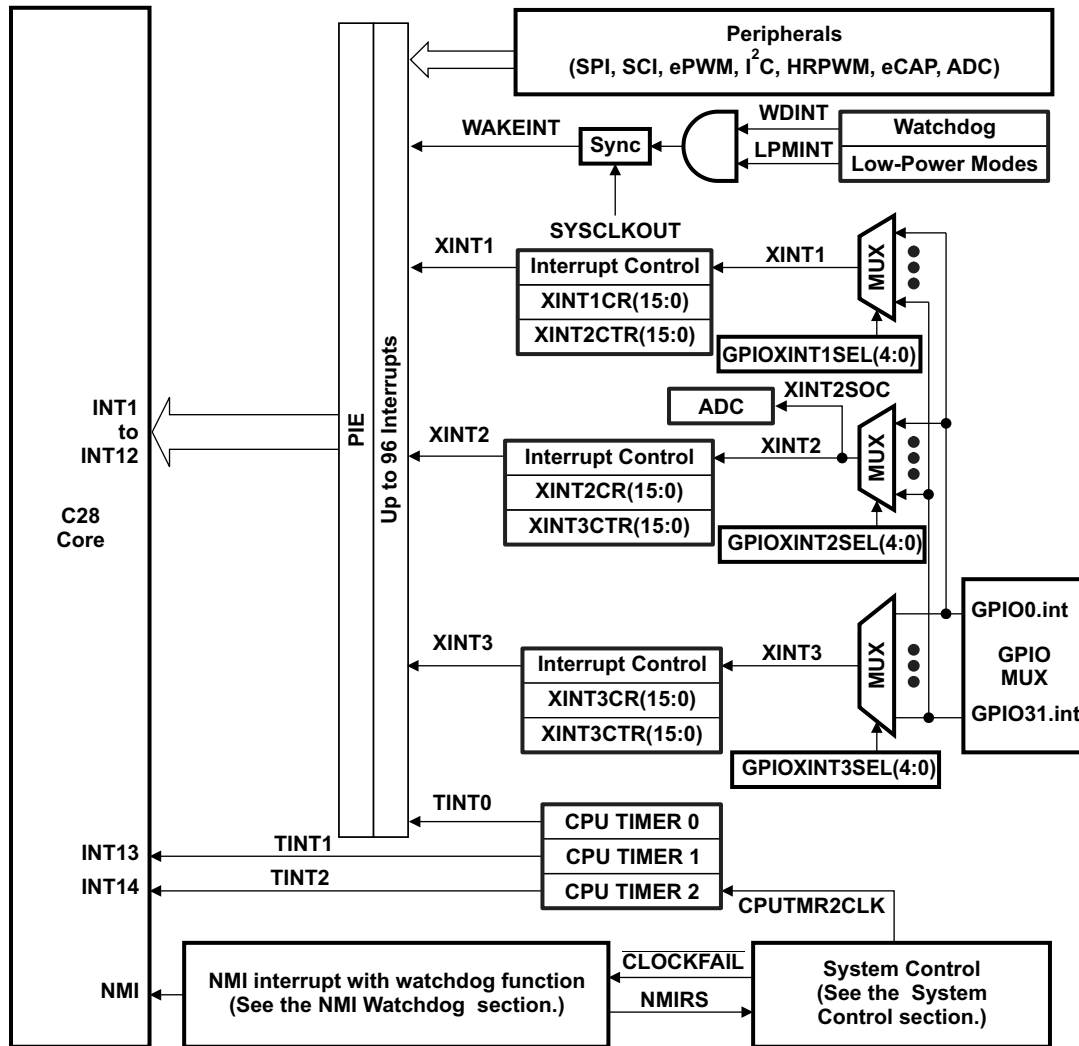 Peripherals
(SPI, SCI, ePWM, I2C, HRPWM, eCAP, ADC)
WAKEINT
Sync
WDINT
LPMINT
Watchdog
Low-Power Modes
SYSCLKOUT
XINT1
Interrupt Control
XINT1CR(15:0)
XINT2CTR(15:0)
XINT1
MUX
GPIOXINT1SEL(4:0)
INT1
to
INT12
PIE
Up to 96 Interrupts
C28
Core
ADC
XINT2SOC
XINT2
Interrupt Control
XINT2CR(15:0)
XINT3CTR(15:0)
XINT2
MUX
GPIOXINT2SEL(4:0)
XINT3
Interrupt Control
XINT3CR(15:0)
XINT3CTR(15:0)
XINT3
MUX
GPIOXINT3SEL(4:0)
GPIO0.int
GPIO
MUX
GPIO31.int
TINT0
CPU TIMER 0
INT13
TINT1
CPU TIMER 1
INT14
TINT2
CPU TIMER 2
CPUTMR2CLK
NMI
NMI interrupt with watchdog function
(See the NMI Watchdog section.)
CLOCKFAIL
NMIRS
System Control
(See the System
Control section.)